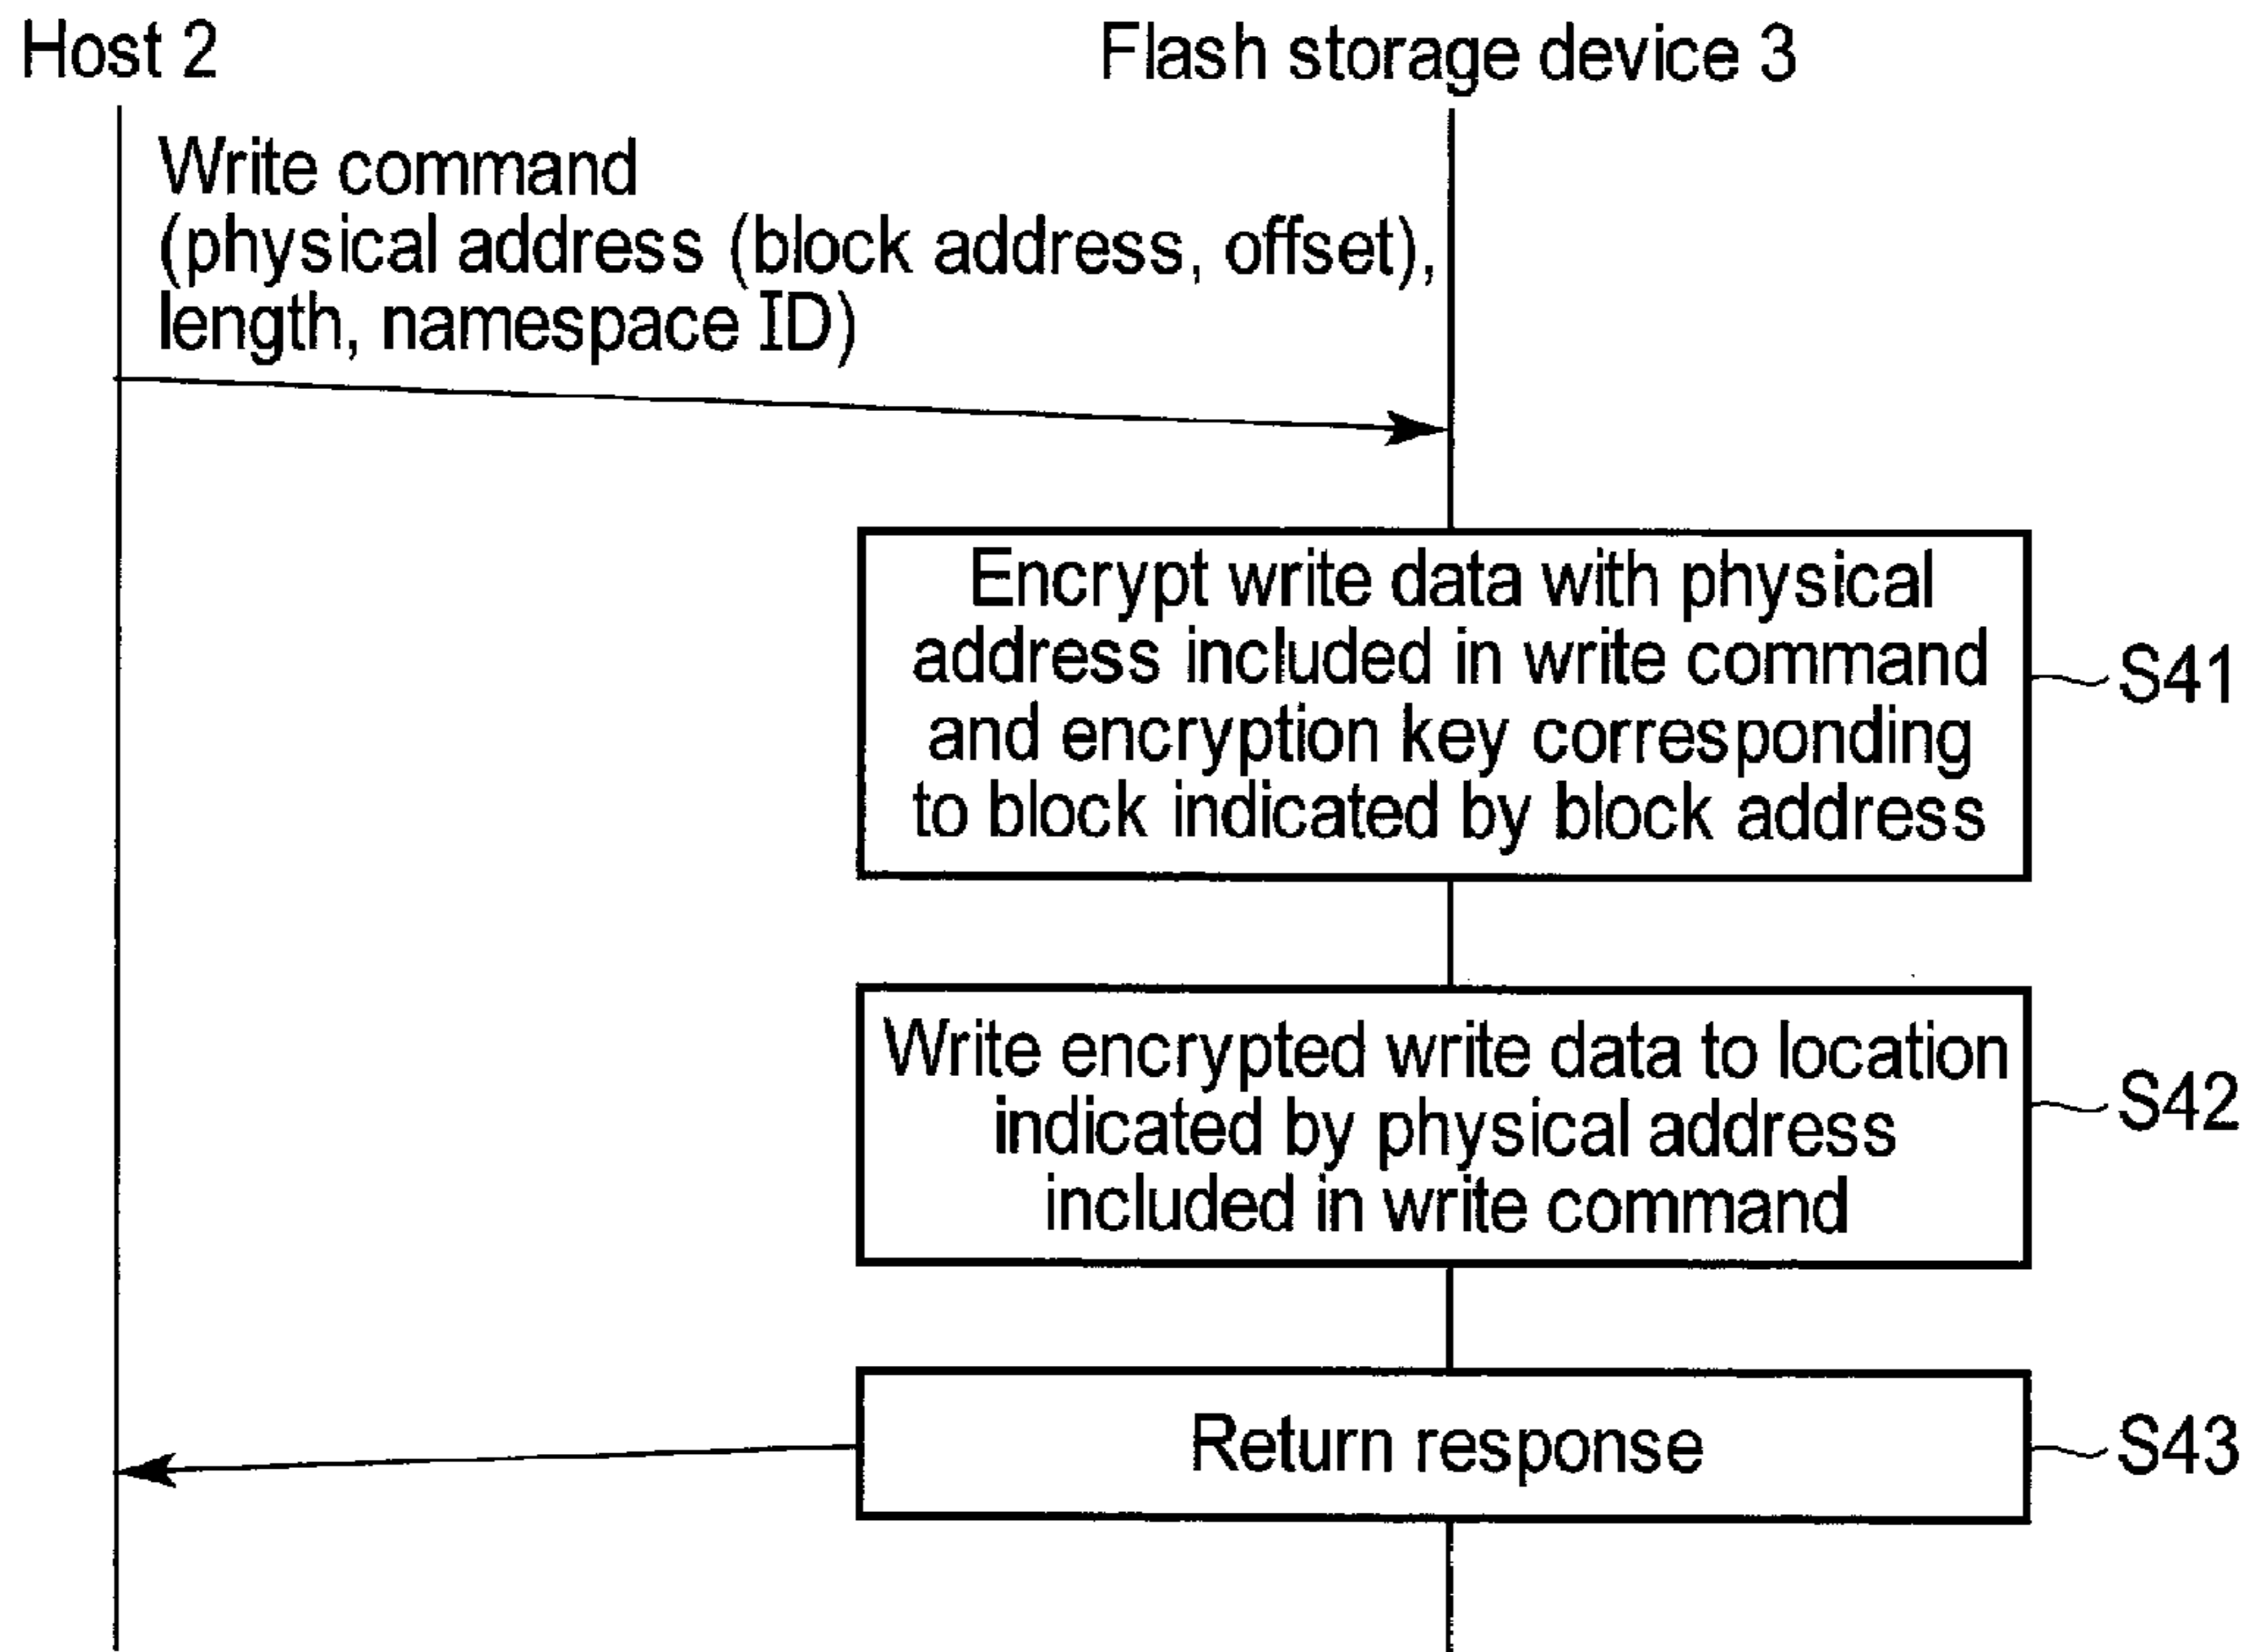 Host 2
Flash storage device 3
Write command
(physical address (block address, offset),
length, namespace ID)
Encrypt write data with physical
address included in write command
and encryption key corresponding
to block indicated by block address
S41
Write encrypted write data to location
indicated by physical address
included in write command
S42
Return response
S43